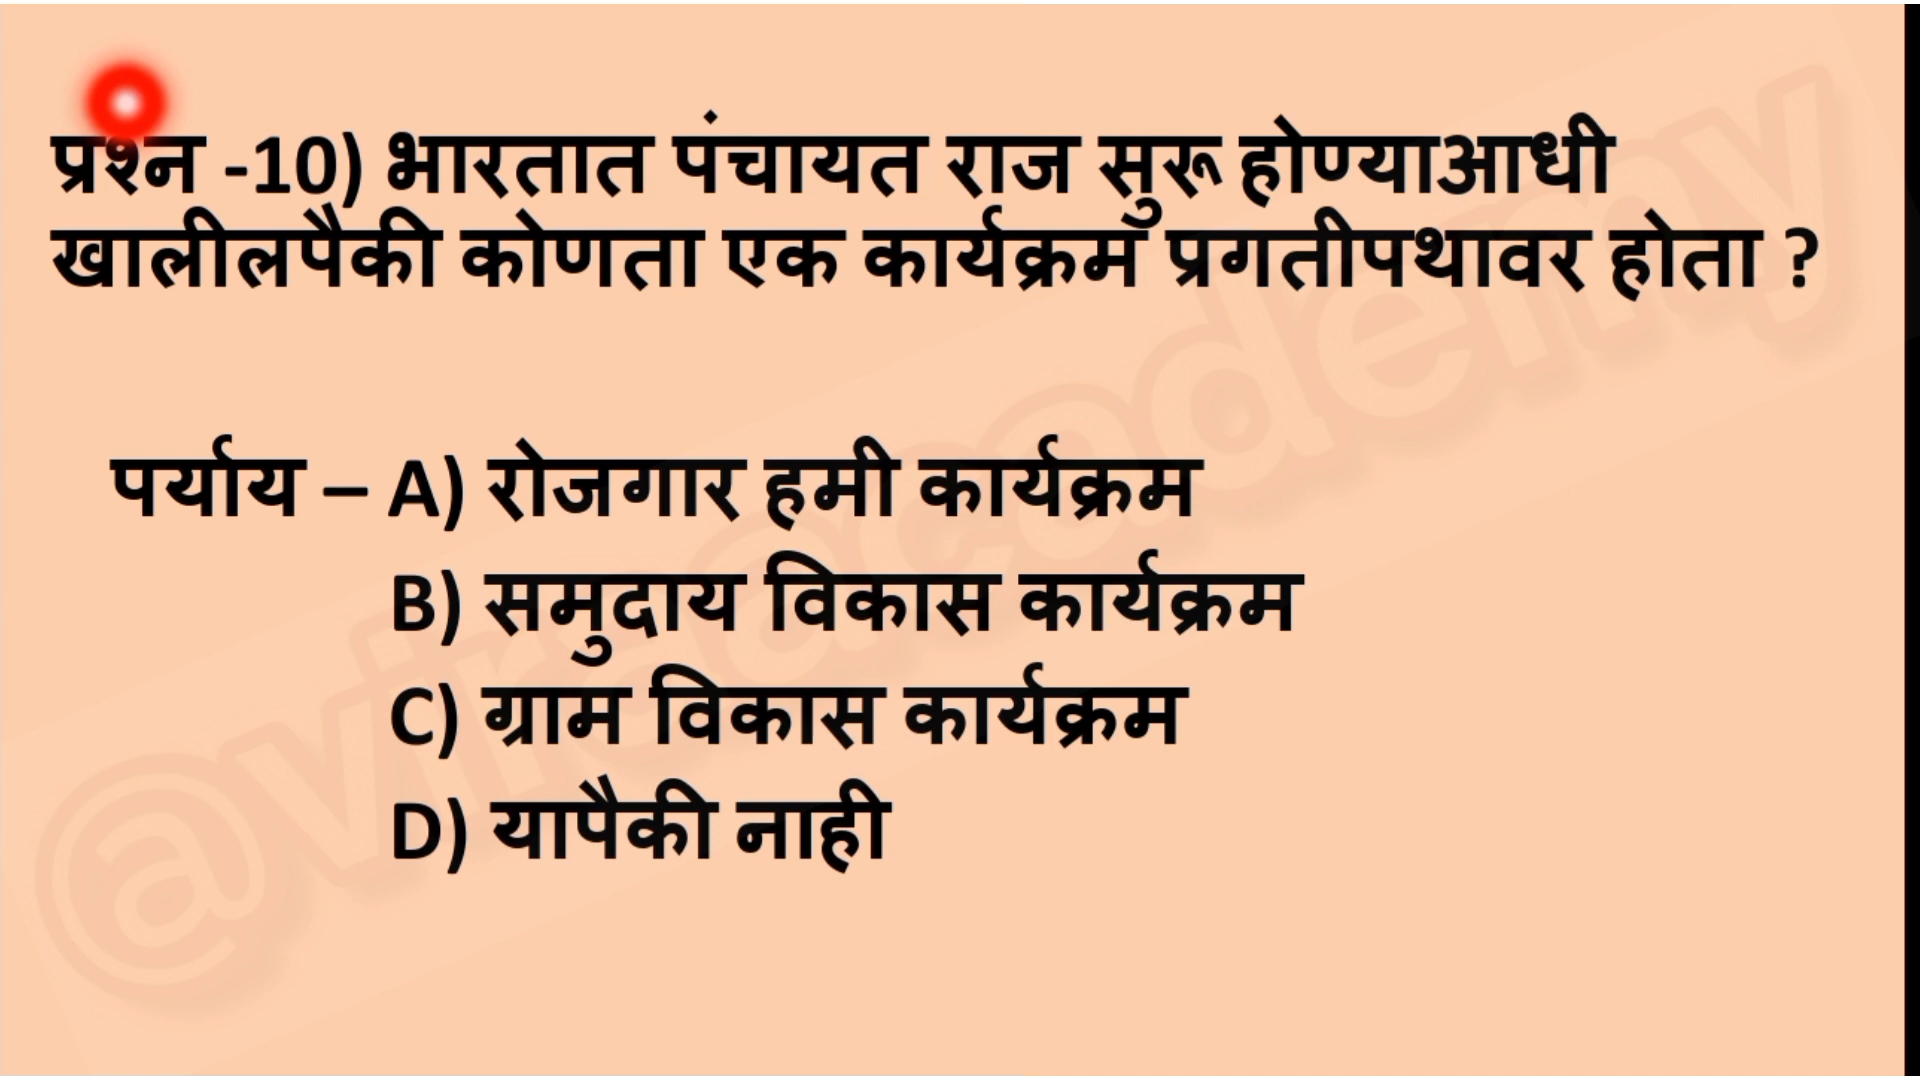 प्रश्न -10) भारतात पंचायत राज सुरू होण्याआधी
खालीलपैकी कोणता एक कार्यक्रम प्रगतीपथावर होता ?
पर्याय – A) रोजगार हमी कार्यक्रम
B) समुदाय विकास कार्यक्रम
C) ग्राम विकास कार्यक्रम
D) यापैकी नाही
@viraacademy